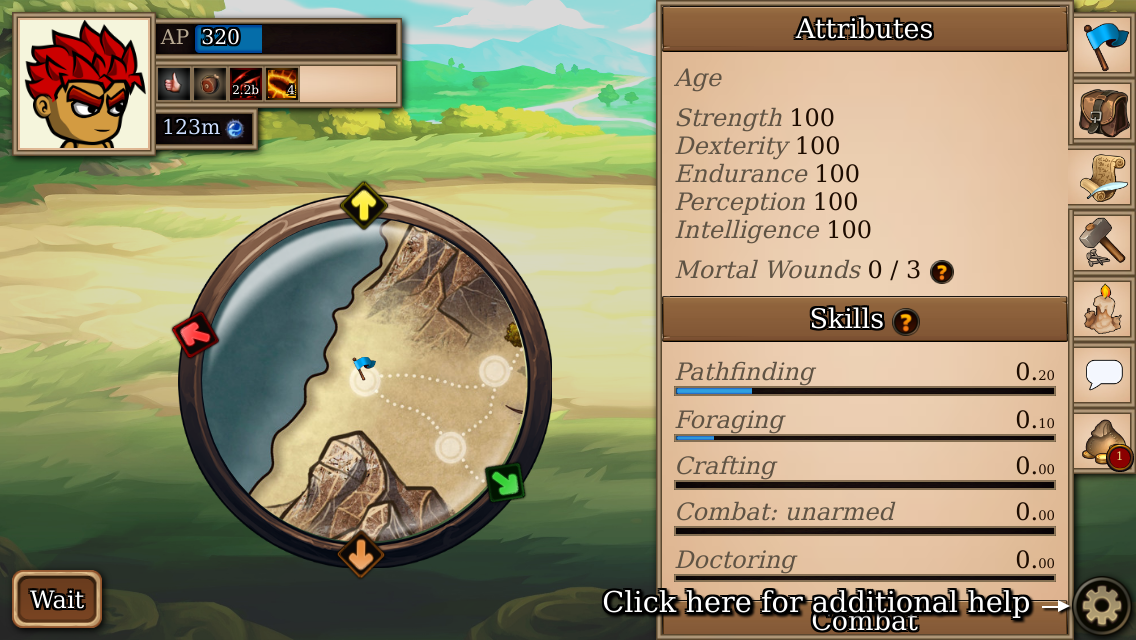 AP 320
2.2b
4
123m
Wait
Attributes
Age
Strength 100
Dexterity 100
Endurance 100
Perception 100
Intelligence 100
Mortal Wounds 0 / 3 ?
Skills ?
Pathfinding 0.20
Foraging 0.10
Crafting 0.00
Combat: unarmed 0.00
Doctoring 0.00
Click here for additional help →
Combat
1